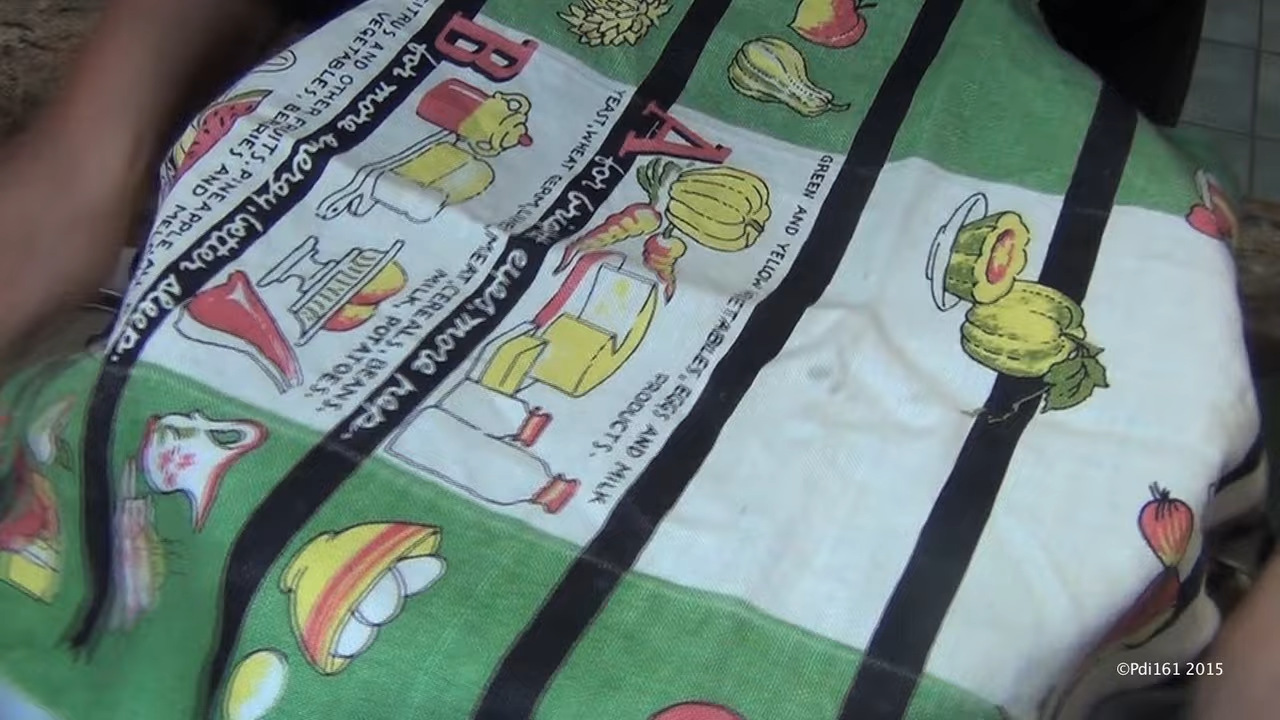 A for bright eyes, more pep.
GREEN AND YELLOW VEGETABLES, EGGS AND MILK
PRODUCTS.
B for more energy, better sleep.
YEAST, WHEAT GERM, MEAT, CEREALS, BEANS,
MILK, POTATOES.
CITRUS AND OTHER FRUITS, PINEAPPLE
VEGETABLES, BERRIES AND
©Pdi161 2015